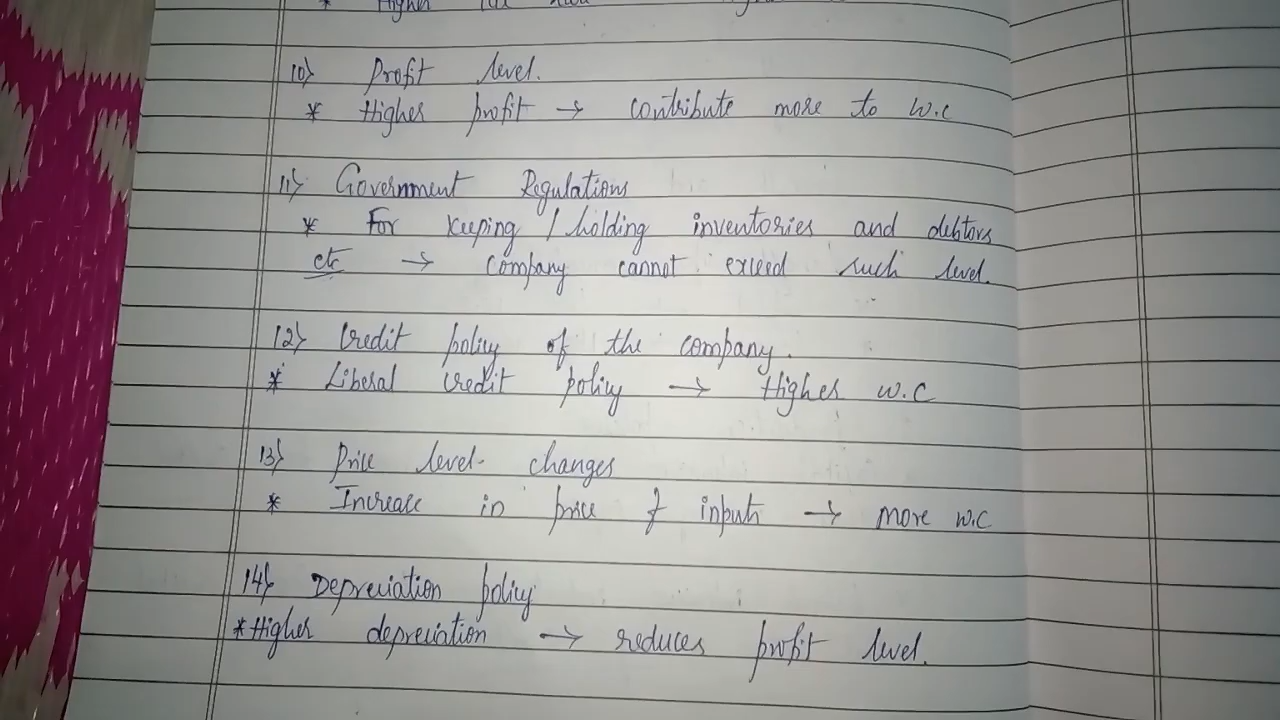 * Higher
10} Profit level.
* Higher profit → contribute more to W.C
11} Government Regulations
* For keeping / holding inventories and debtors
etc → Company cannot exceed such level.
12} Credit policy of the company.
* Liberal credit policy → Higher W.C
13} Price level changes
* Increase in price of inputs → more W.C
14} Depreciation policy
* Higher depreciation → reduces profit level.